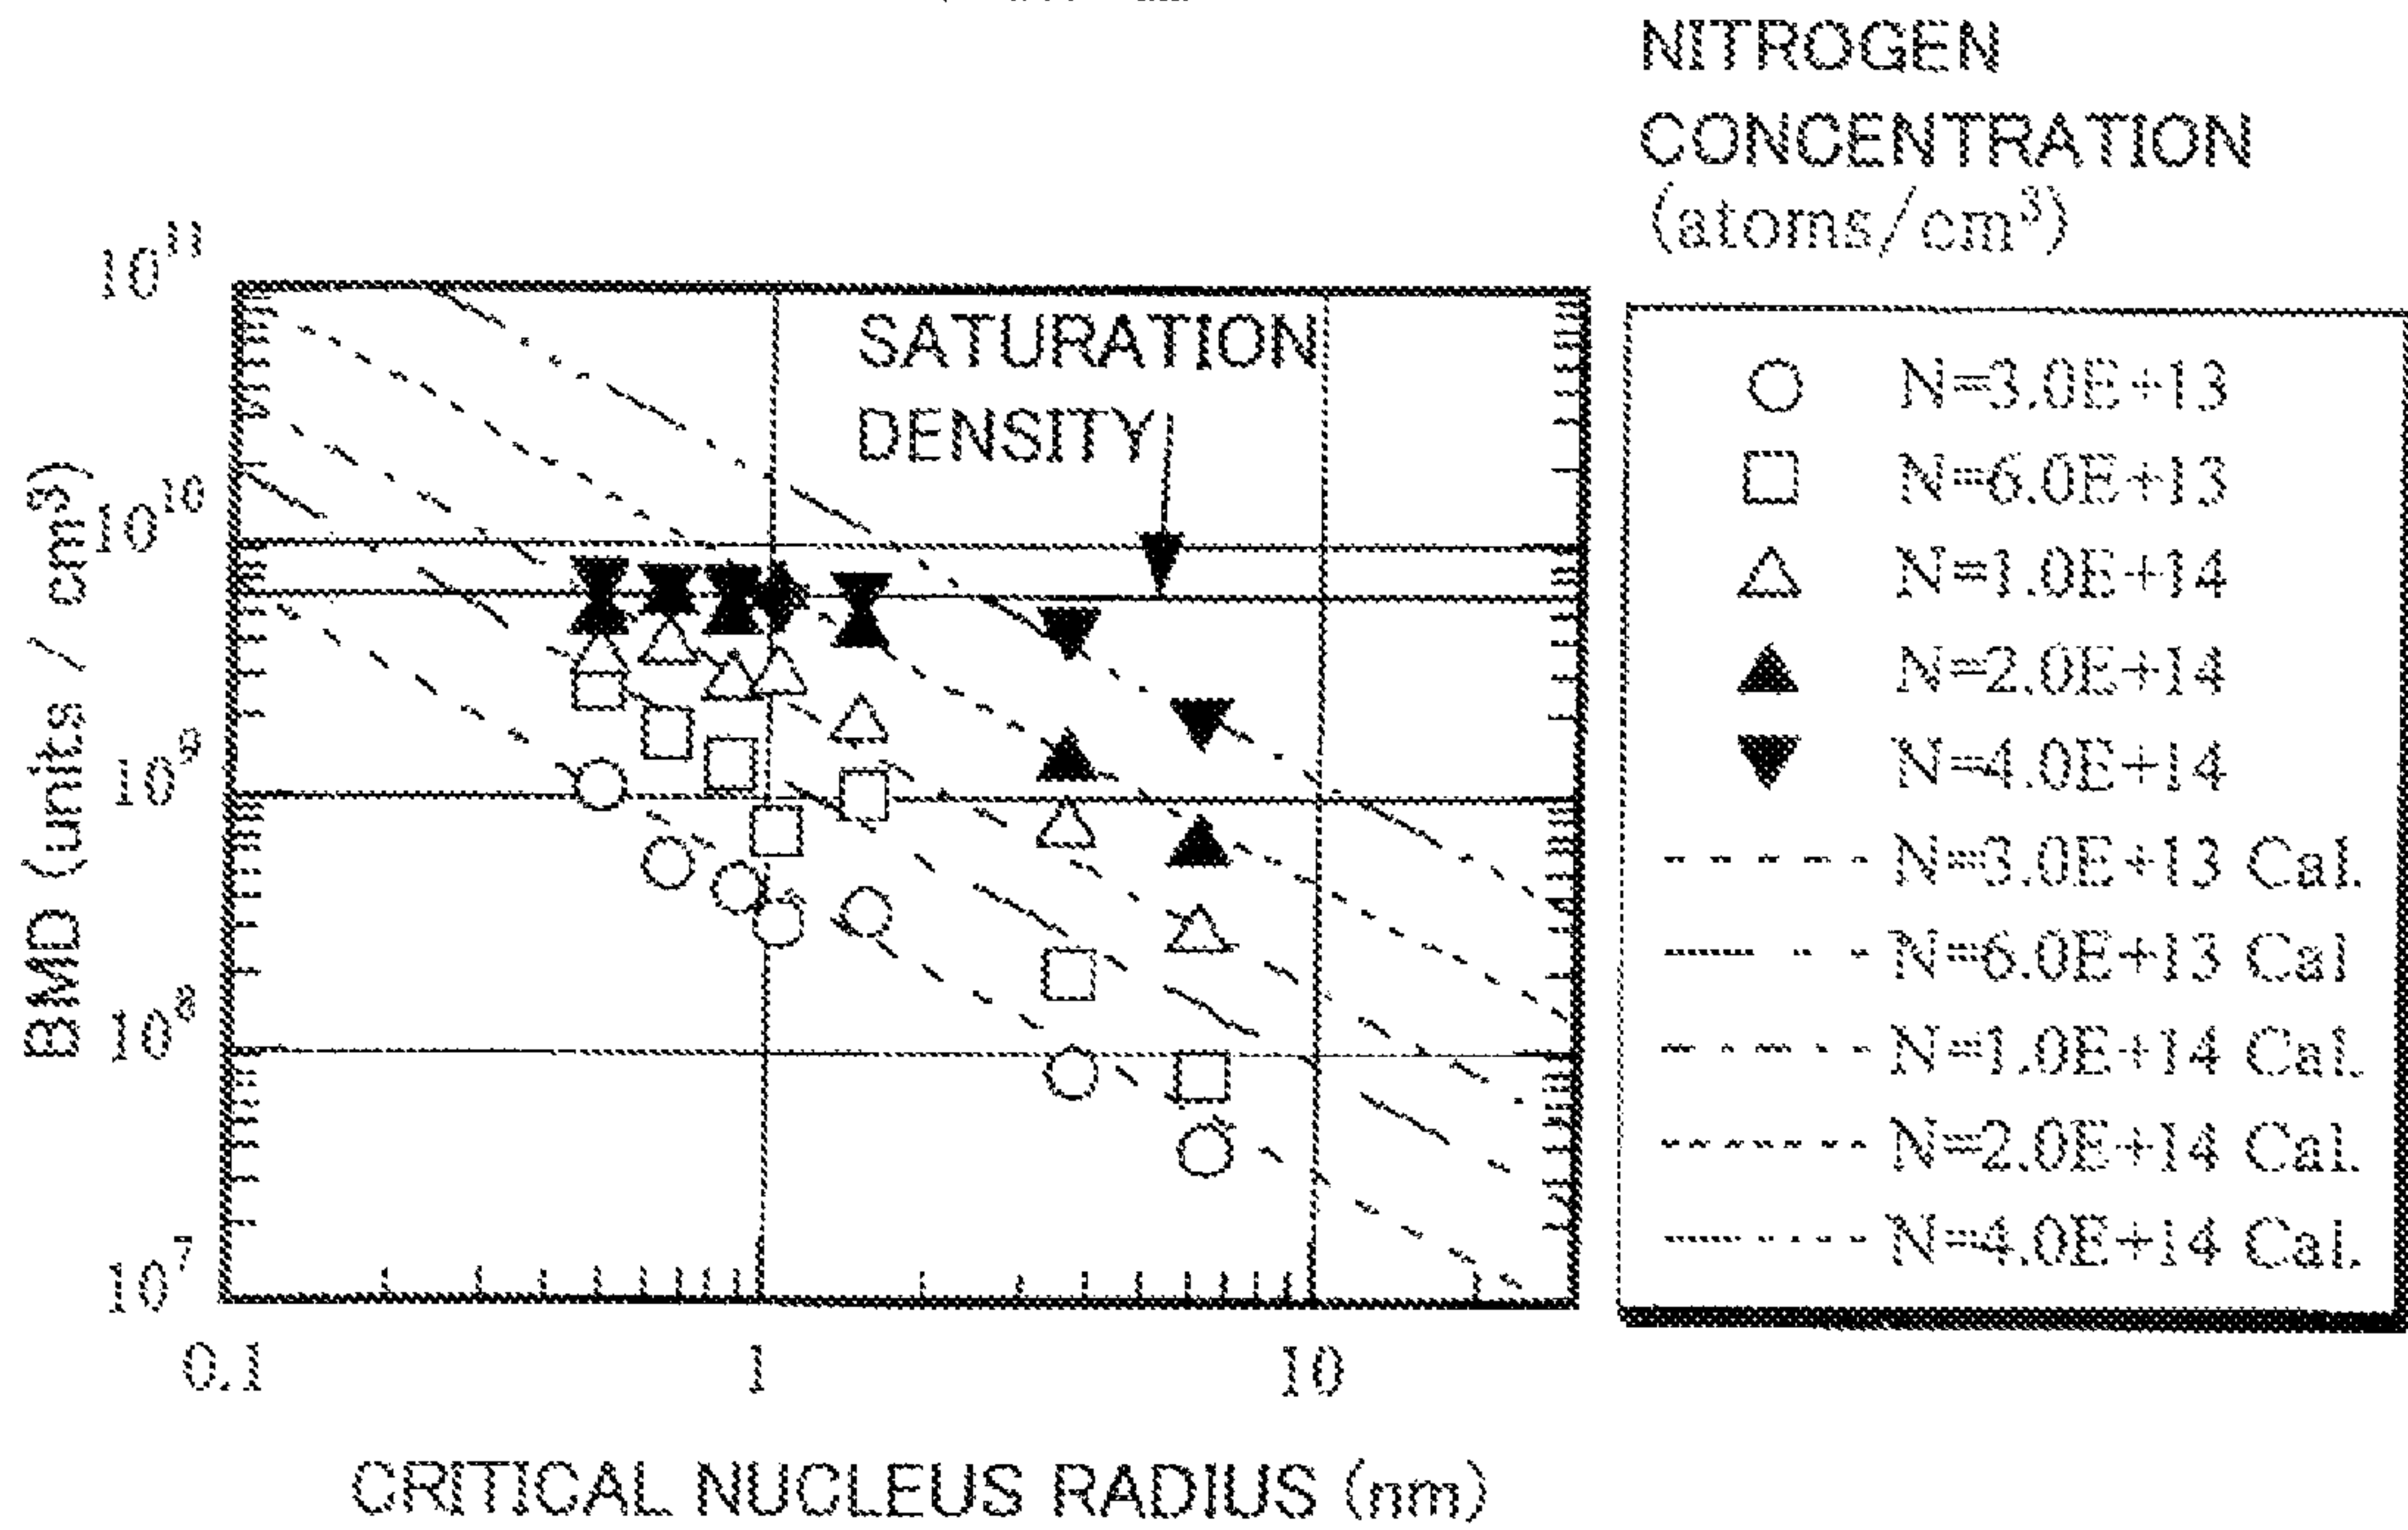 NITROGEN
CONCENTRATION
(atoms/cm³)
10¹¹
10¹⁰
10⁹
10⁸
10⁷
BMD (units / cm³)
SATURATION
DENSITY
0.1 1 10
CRITICAL NUCLEUS RADIUS (nm)
N=3.0E+13
N=6.0E+13
N=1.0E+14
N=2.0E+14
N=4.0E+14
N=3.0E+13 Cal.
N=6.0E+13 Cal
N=1.0E+14 Cal.
N=2.0E+14 Cal.
N=4.0E+14 Cal.